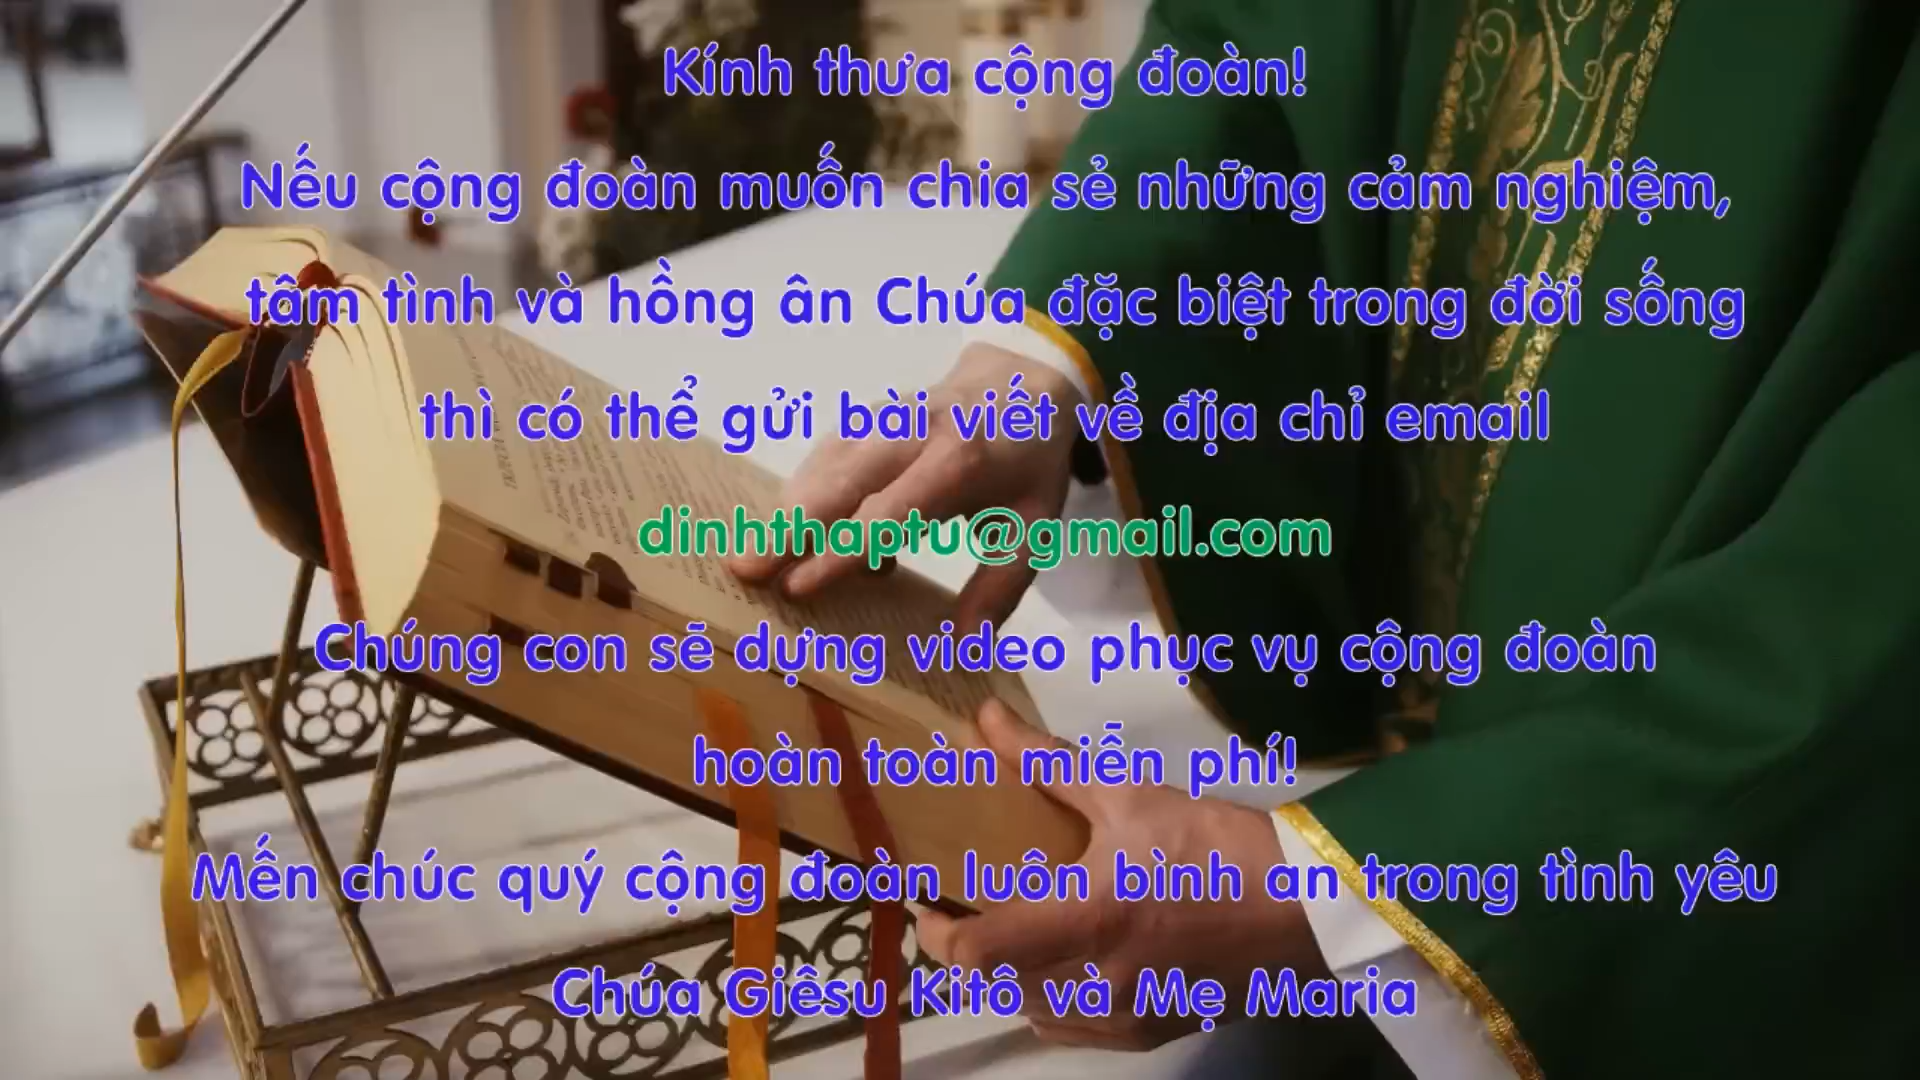 Kính thưa cộng đoàn!
Nếu cộng đoàn muốn chia sẻ những cảm nghiệm,
tâm tình và hồng ân Chúa đặc biệt trong đời sống
thì có thể gửi bài viết về địa chỉ email
dinhthaptu@gmail.com
Chúng con sẽ dựng video phục vụ cộng đoàn
hoàn toàn miễn phí!
Mến chúc quý cộng đoàn luôn bình an trong tình yêu
Chúa Giêsu Kitô và Mẹ Maria